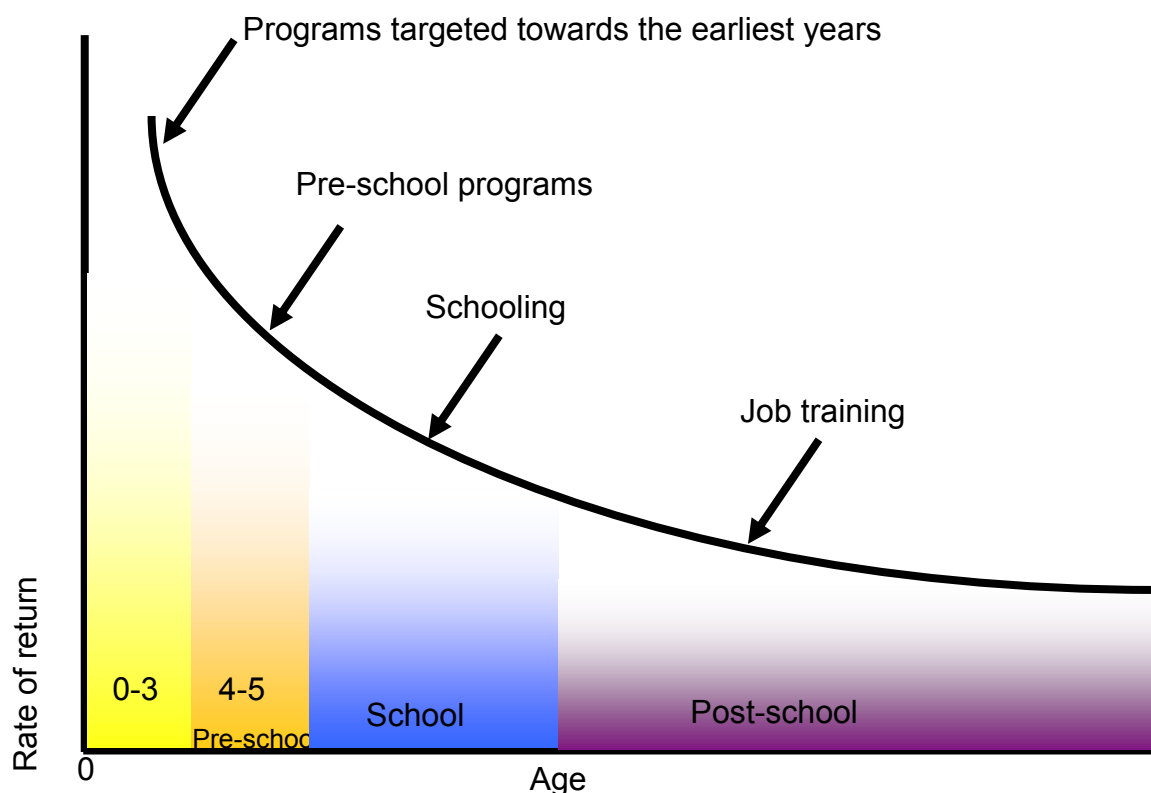 Programs targeted towards the earliest years
Pre-school programs
Schooling
Job training
Rate of return
0-3
4-5
Pre-schoo
School
Post-school
0
Age